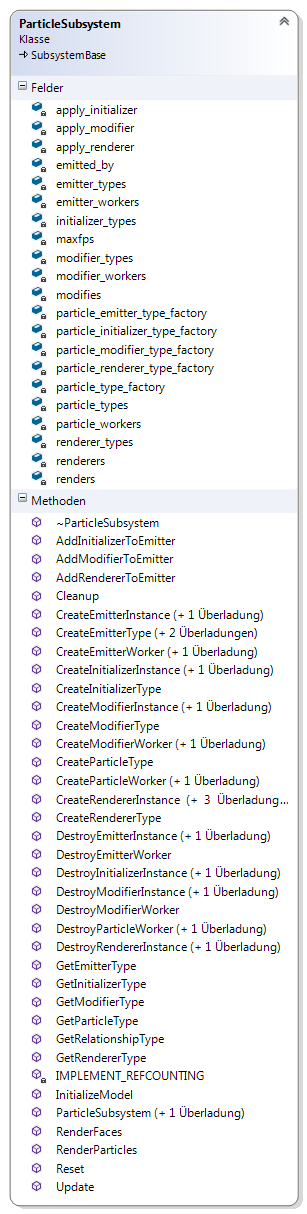 ParticleSubsystem
Klasse
SubsystemBase
Felder
apply_initializer
apply_modifier
apply_renderer
emitted_by
emitter_types
emitter_workers
initializer_types
maxfps
modifier_types
modifier_workers
modifies
particle_emitter_type_factory
particle_initializer_type_factory
particle_modifier_type_factory
particle_renderer_type_factory
particle_type_factory
particle_types
particle_workers
renderer_types
renderers
renders
Methoden
~ParticleSubsystem
AddInitializerToEmitter
AddModifierToEmitter
AddRendererToEmitter
Cleanup
CreateEmitterInstance (+ 1 Überladung)
CreateEmitterType (+ 2 Überladungen)
CreateEmitterWorker (+ 1 Überladung)
CreateInitializerInstance (+ 1 Überladung)
CreateInitializerType
CreateModifierInstance (+ 1 Überladung)
CreateModifierType
CreateModifierWorker (+ 1 Überladung)
CreateParticleType
CreateParticleWorker (+ 1 Überladung)
CreateRendererInstance (+ 3 Überladung...
CreateRendererType
DestroyEmitterInstance (+ 1 Überladung)
DestroyEmitterWorker
DestroyInitializerInstance (+ 1 Überladung)
DestroyModifierInstance (+ 1 Überladung)
DestroyModifierWorker
DestroyParticleWorker (+ 1 Überladung)
DestroyRendererInstance (+ 1 Überladung)
GetEmitterType
GetInitializerType
GetModifierType
GetParticleType
GetRelationshipType
GetRendererType
IMPLEMENT_REFCOUNTING
InitializeModel
ParticleSubsystem (+ 1 Überladung)
RenderFaces
RenderParticles
Reset
Update